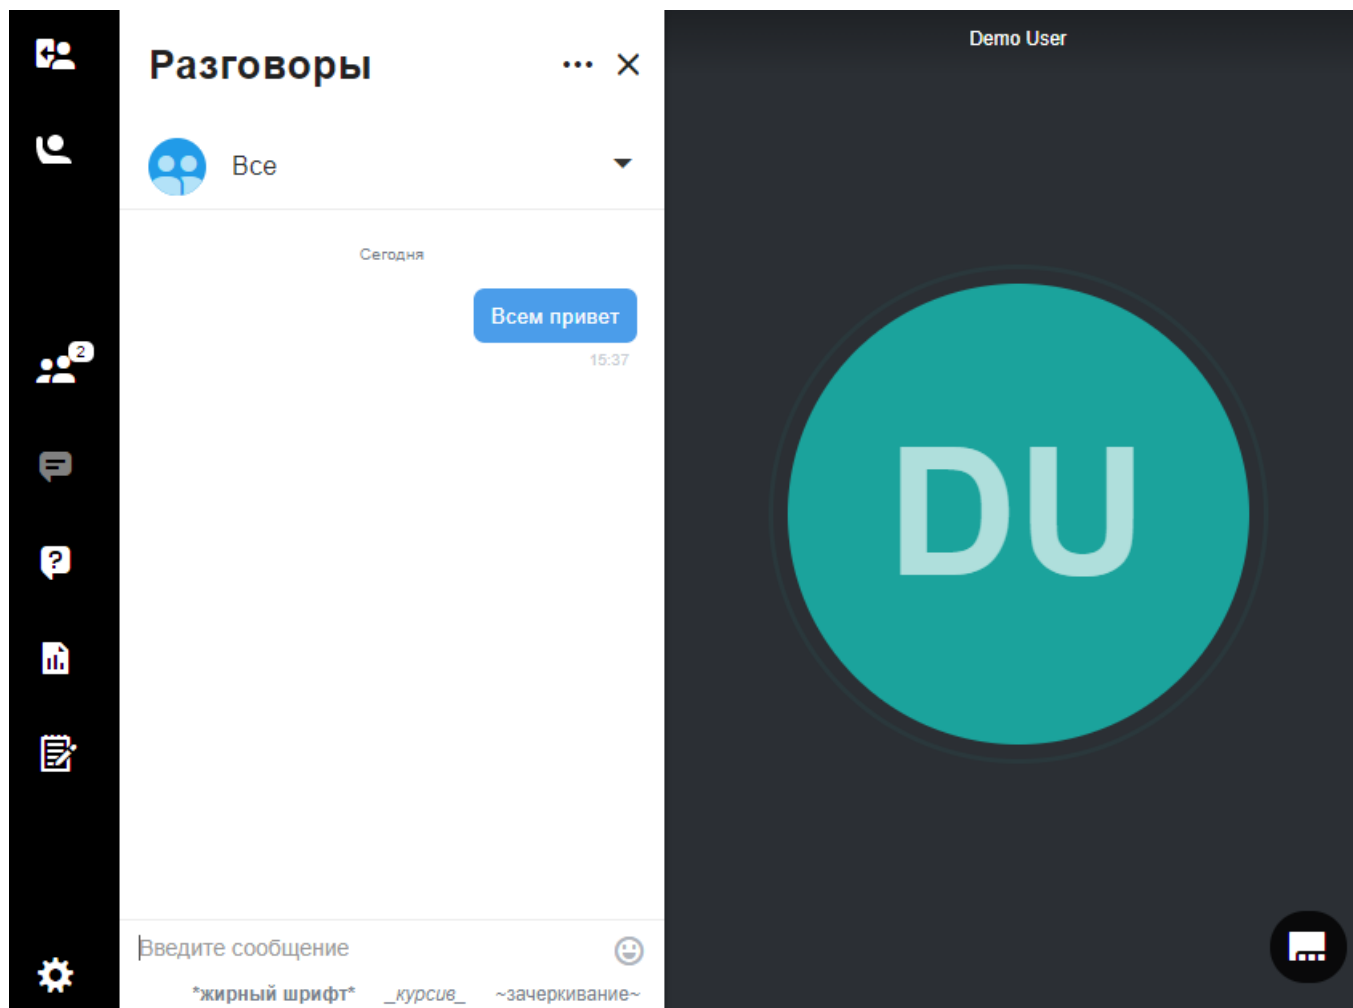 Demo User
Разговоры
Все
Сегодня
Всем привет
15:37
2
?
DU
Введите сообщение
*жирный шрифт* _курсив_ ~зачеркивание~